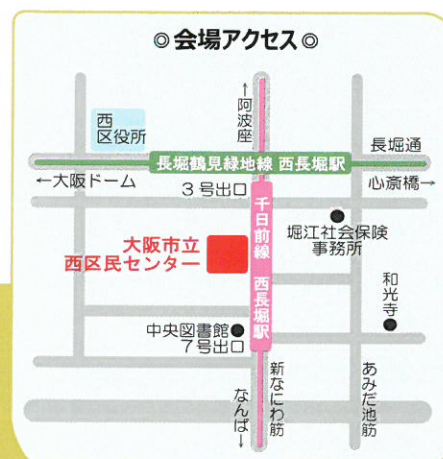 ◎会場アクセス◎
←阿波座
西
区役所
長堀通
長堀鶴見緑地線 西長堀駅
←大阪ドーム
心斎橋→
3号出口
千日前線 西長堀駅
堀江社会保険
事務所
大阪市立
西区民センター
和光寺
中央図書館
7号出口
新なにわ筋
あみだ池筋
なんば→